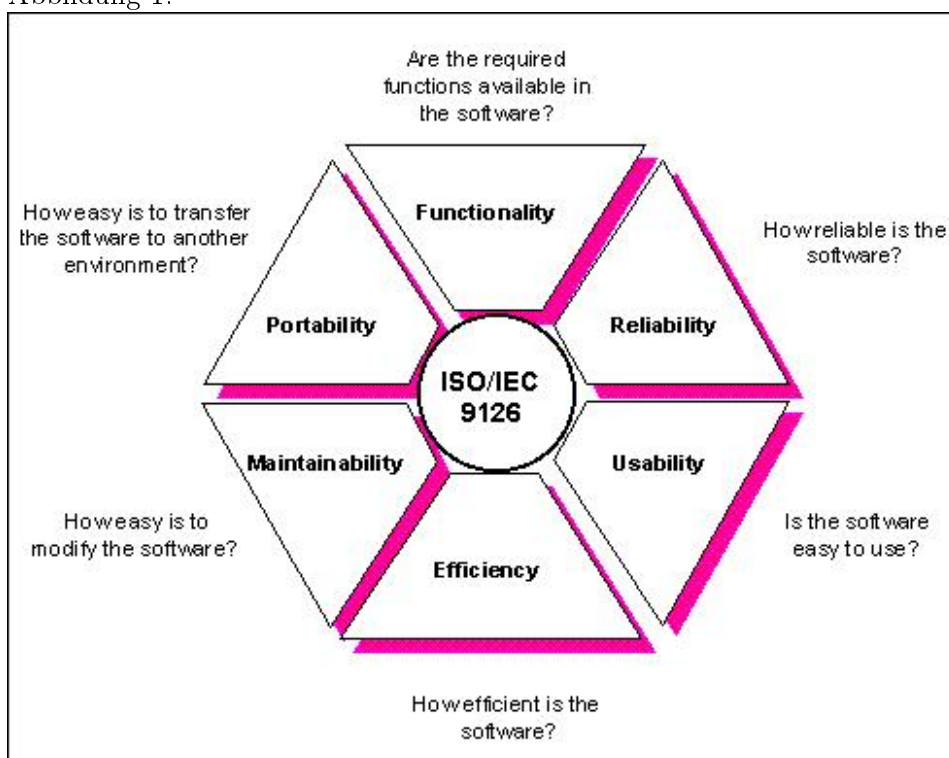 Abbildung 1:
Are the required
functions available in
the software?
Functionality
How easy is to transfer
the software to another
environment?
How reliable is the
software?
Portability
Reliability
ISO/IEC
9126
Maintainability
Usability
How easy is to
modify the software?
Is the software
easy to use?
Efficiency
How efficient is the
software?